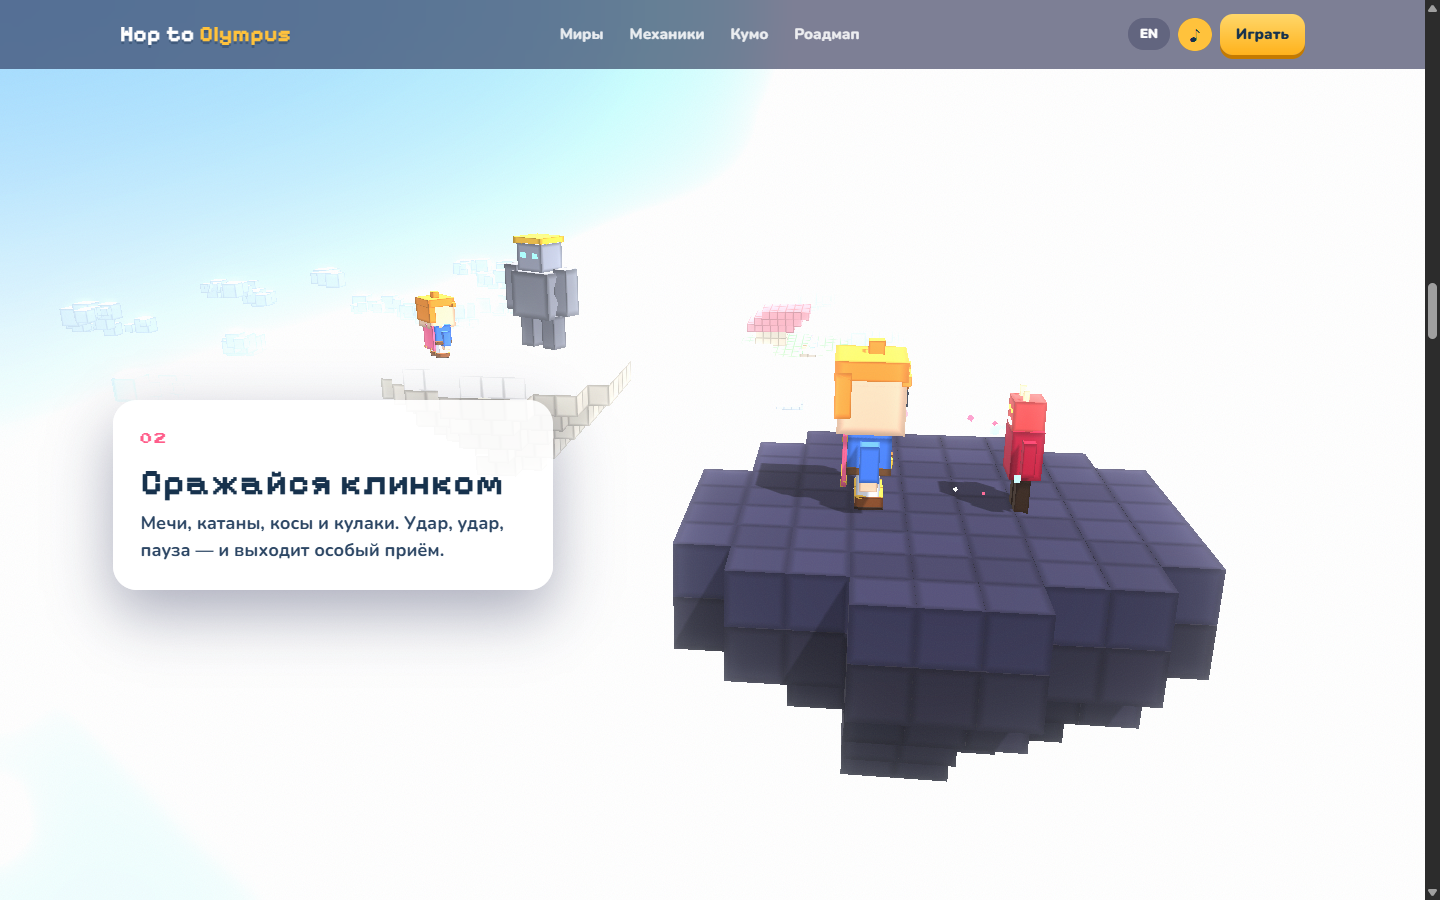 Hop to Olympus
Миры
Механики
Кумо
Роадмап
EN
Играть
02
Сражайся клинком
Мечи, катаны, косы и кулаки. Удар, удар,
пауза — и выходит особый приём.